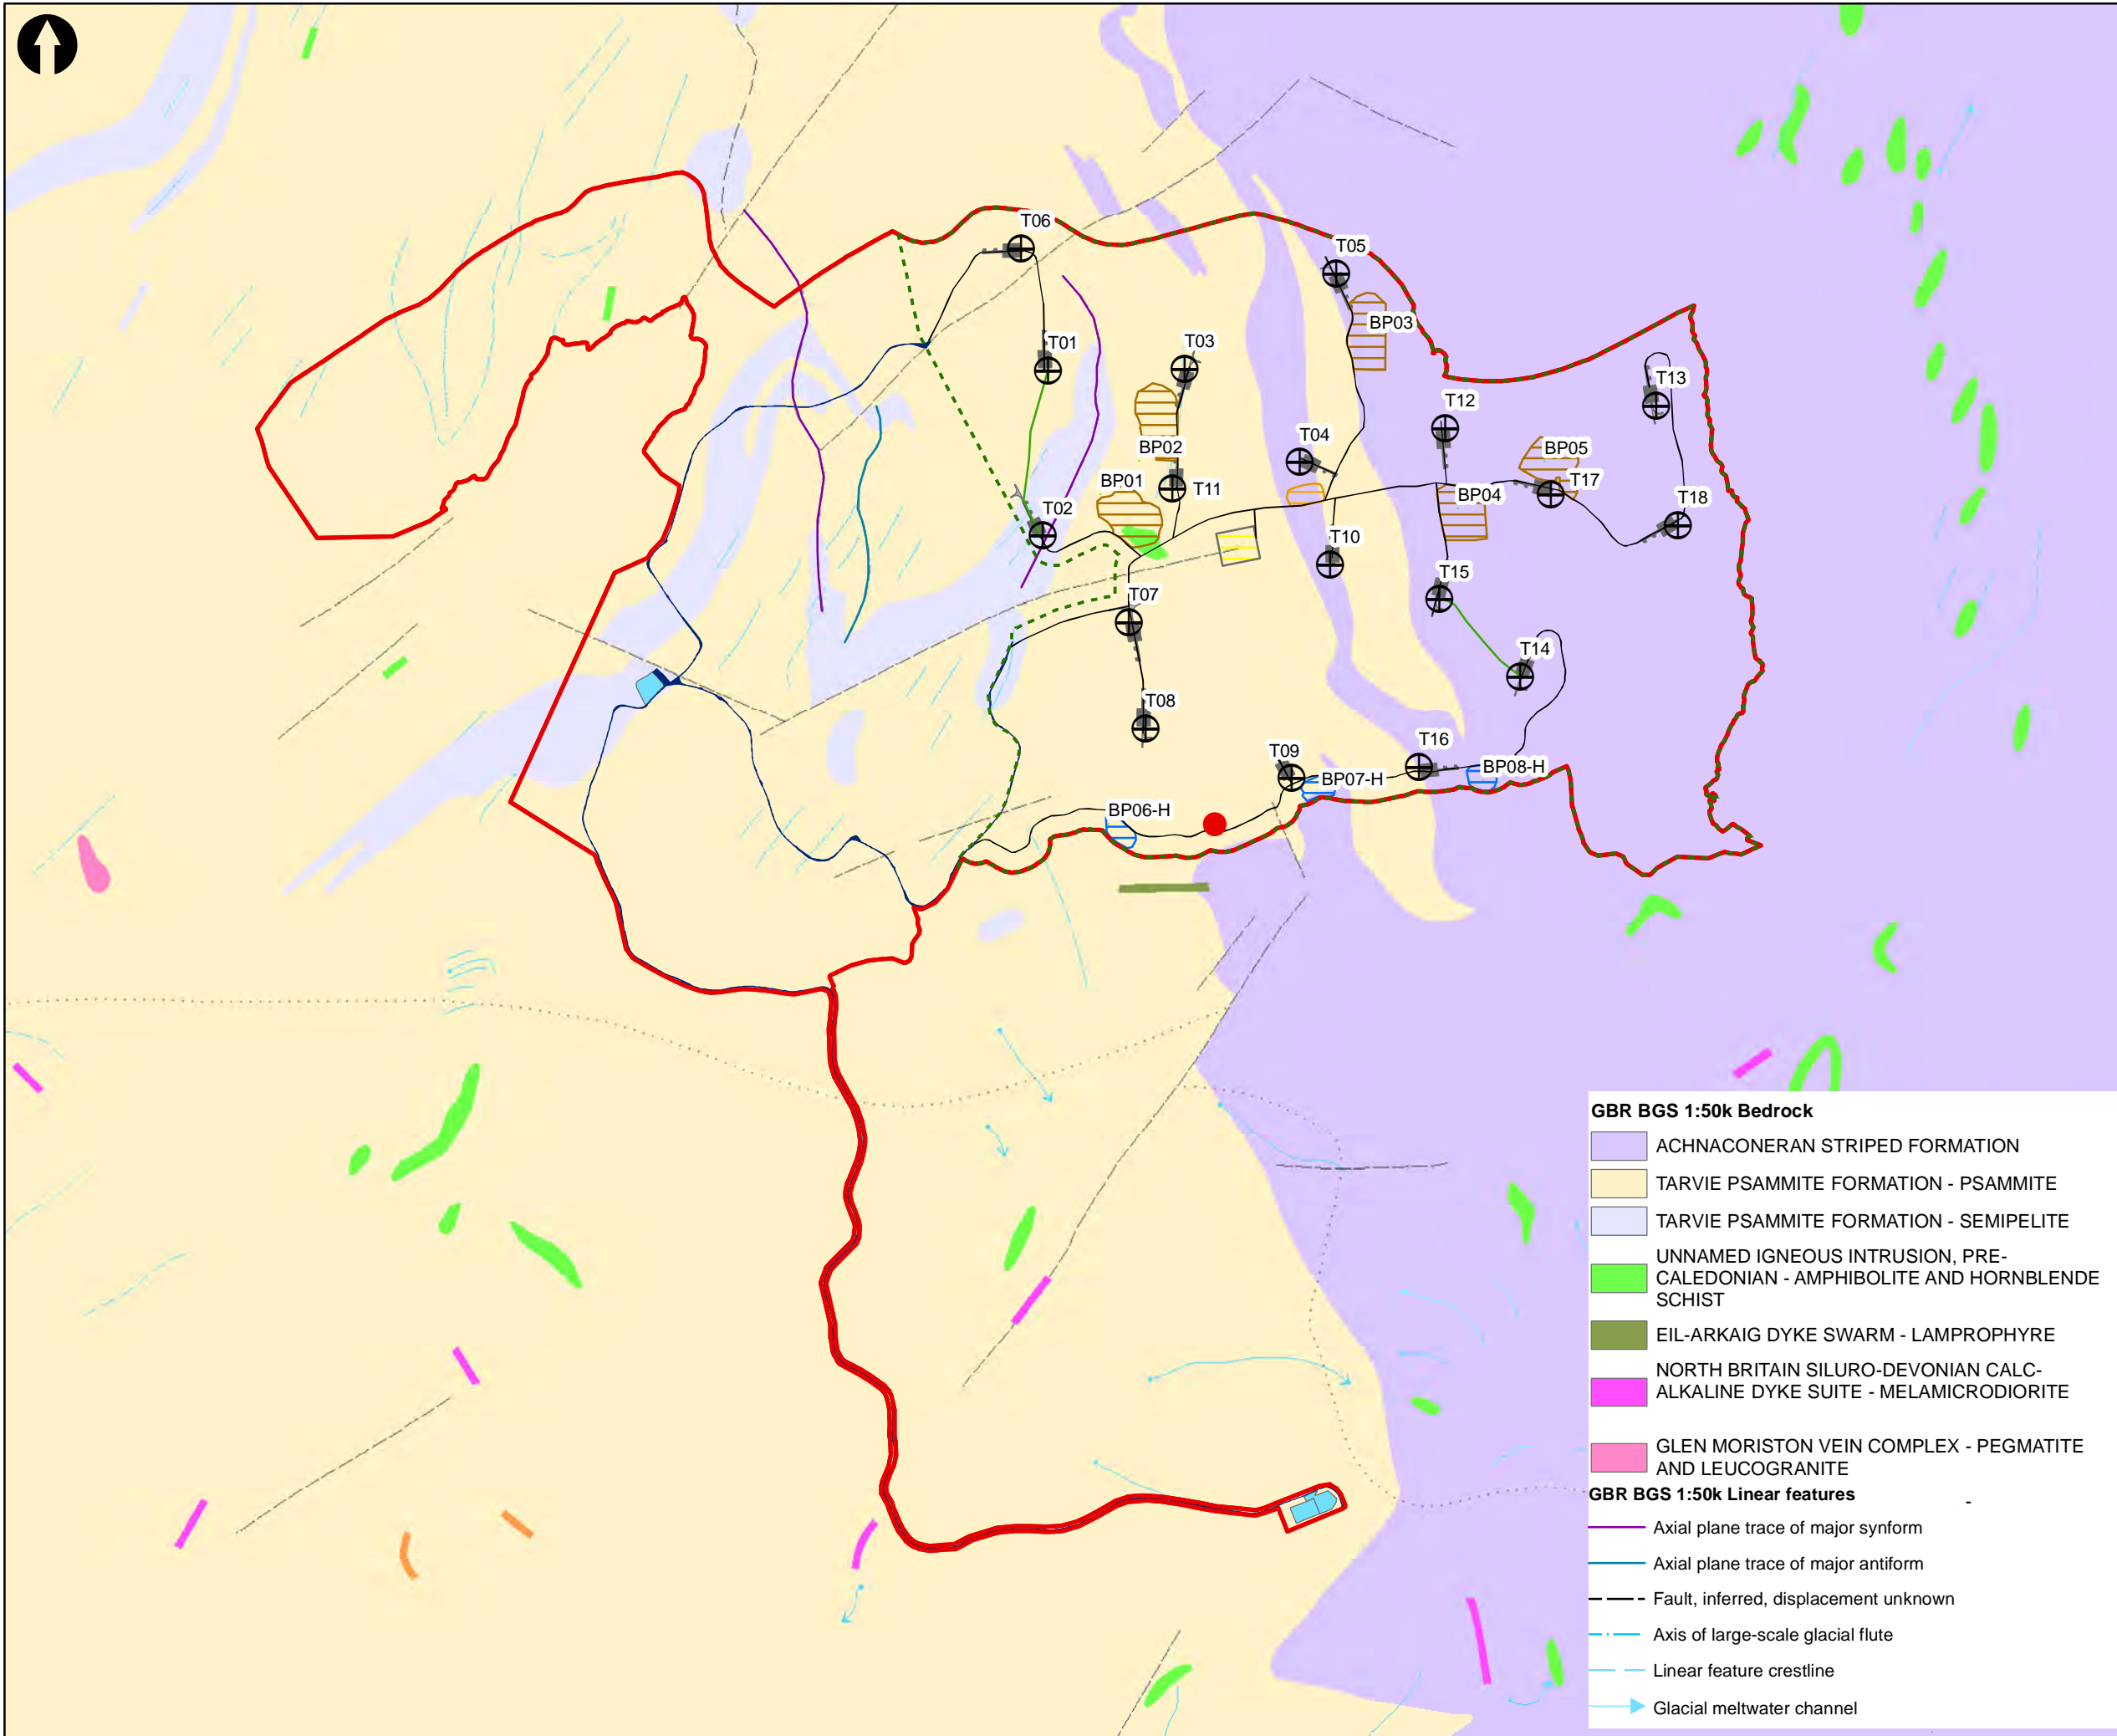 T06
T05
T01
T03
BP03
T13
T12
T04
BP02
BP05
BP01
T11
T17
BP04
T02
T18
T10
T15
T07
T14
T08
T09
T16
BP07-H
BP08-H
BP06-H
GBR BGS 1:50k Bedrock
ACHNACONERAN STRIPED FORMATION
TARVIE PSAMMITE FORMATION - PSAMMITE
TARVIE PSAMMITE FORMATION - SEMIPELITE
UNNAMED IGNEOUS INTRUSION, PRE-
CALEDONIAN - AMPHIBOLITE AND HORNBLENDE
SCHIST
EIL-ARKAIG DYKE SWARM - LAMPROPHYRE
NORTH BRITAIN SILURO-DEVONIAN CALC-
ALKALINE DYKE SUITE - MELAMICRODIORITE
GLEN MORISTON VEIN COMPLEX - PEGMATITE
AND LEUCOGRANITE
GBR BGS 1:50k Linear features
-
Axial plane trace of major synform
Axial plane trace of major antiform
Fault, inferred, displacement unknown
Axis of large-scale glacial flute
Linear feature crestline
Glacial meltwater channel